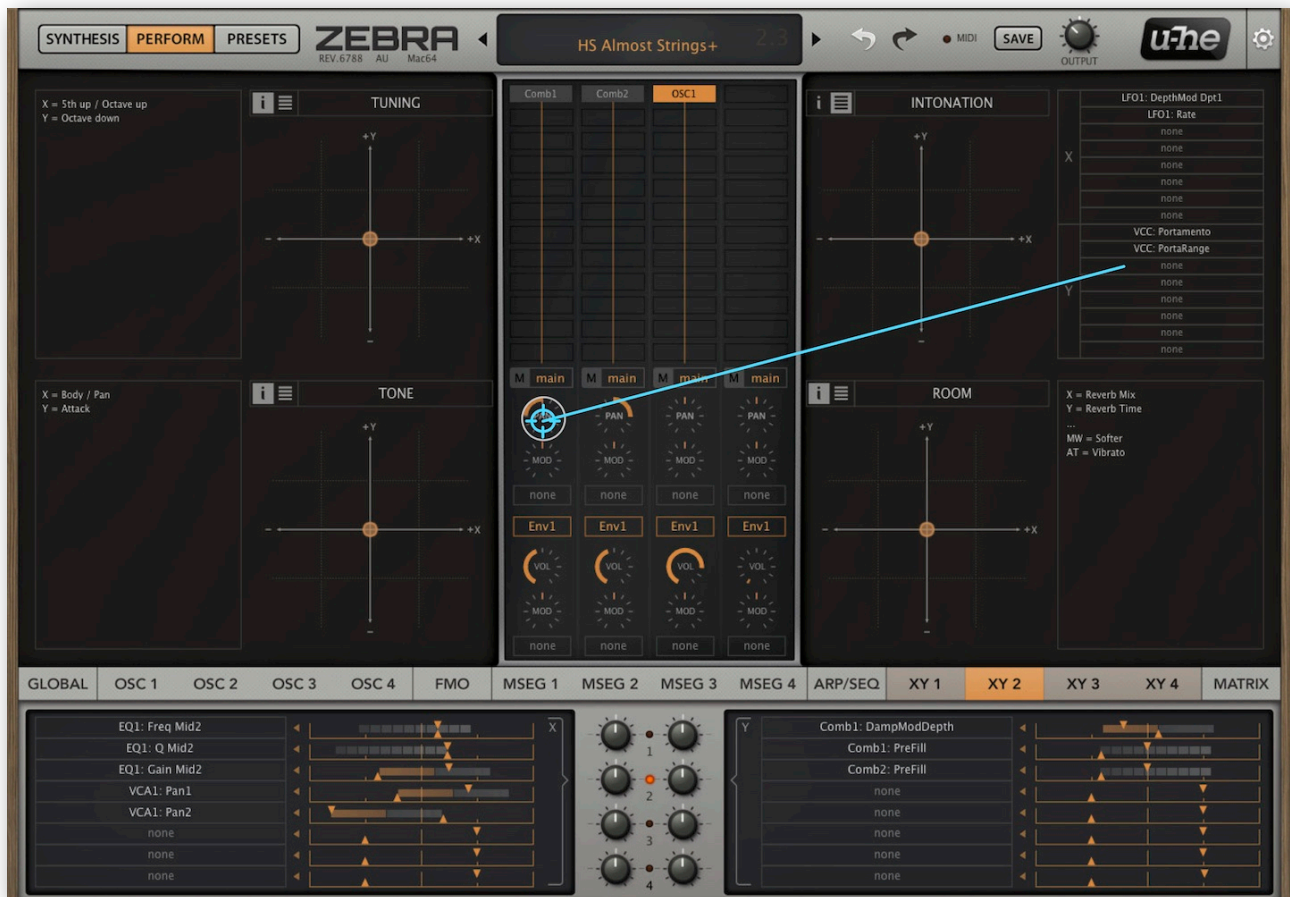 SYNTHESIS PERFORM PRESETS
ZEBRA
REV.6788 AU Mac64
HS Almost Strings+
2.3
MIDI
SAVE
OUTPUT
u-he
X = 5th up / Octave up
Y = Octave down
i TUNING
+Y
- +X
-
X = Body / Pan
Y = Attack
i TONE
+Y
- +X
-
Comb1 Comb2 OSC1
M main M main M main M main
PAN PAN PAN
MOD MOD MOD MOD
none none none none
Env1 Env1 Env1 Env1
VOL VOL VOL VOL
MOD MOD MOD MOD
none none none none
i INTONATION
+Y
- +X
-
X
LFO1: DepthMod Dpt1
LFO1: Rate
none
none
none
none
none
none
Y
VCC: Portamento
VCC: PortaRange
none
none
none
none
none
none
i ROOM
+Y
- +X
-
X = Reverb Mix
Y = Reverb Time
...
MW = Softer
AT = Vibrato
GLOBAL OSC 1 OSC 2 OSC 3 OSC 4 FMO MSEG 1 MSEG 2 MSEG 3 MSEG 4 ARP/SEQ XY 1 XY 2 XY 3 XY 4 MATRIX
X
EQ1: Freq Mid2
EQ1: Q Mid2
EQ1: Gain Mid2
VCA1: Pan1
VCA1: Pan2
none
none
none
1
2
3
4
Y
Comb1: DampModDepth
Comb1: PreFill
Comb2: PreFill
none
none
none
none
none